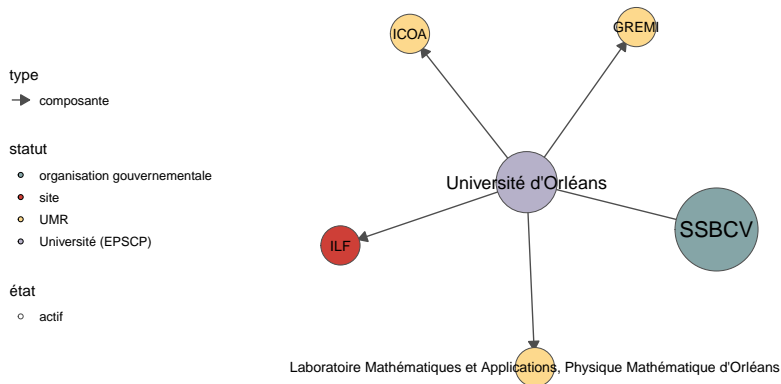 type
composante
statut
organisation gouvernementale
site
UMR
Université (EPSCP)
état
actif
ICOA
GREMI
Université d'Orléans
SSBCV
ILF
Laboratoire Mathématiques et Applications, Physique Mathématique d'Orléans